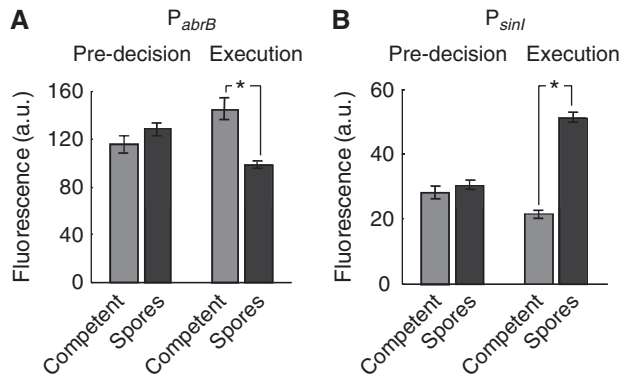 A
P_abrB
Pre-decision Execution
Fluorescence (a.u.)
160
120
80
40
0
*
Competent
Spores
Competent
Spores
B
P_sinI
Pre-decision Execution
Fluorescence (a.u.)
60
40
20
0
*
Competent
Spores
Competent
Spores